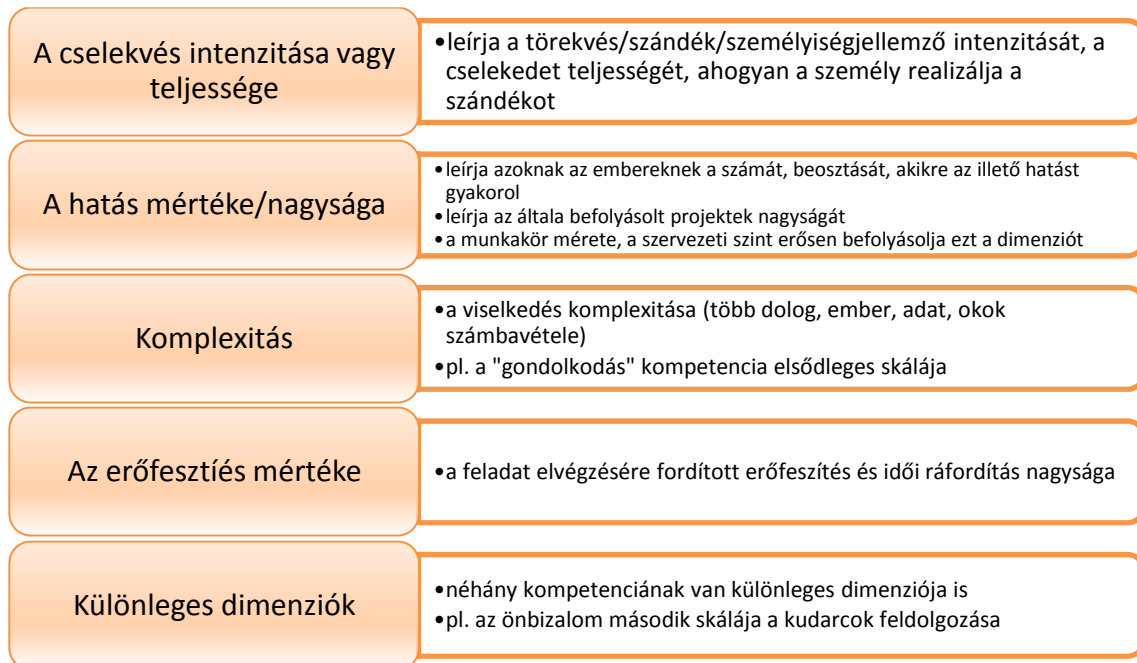 A cselekvés intenzitása vagy
teljessége
•leírja a törekvés/szándék/személyiségjellemző intenzitását, a
cselekedet teljességét, ahogyan a személy realizálja a
szándékot
A hatás mértéke/nagysága
•leírja azoknak az embereknek a számát, beosztását, akikre az illető hatást
gyakorol
•leírja az általa befolyásolt projektek nagyságát
•a munkakör mérete, a szervezeti szint erősen befolyásolja ezt a dimenziót
Komplexitás
•a viselkedés komplexitása (több dolog, ember, adat, okok
számbavétele)
•pl. a "gondolkodás" kompetencia elsődleges skálája
Az erőfesztíés mértéke
•a feladat elvégzésére fordított erőfeszítés és idői ráfordítás nagysága
Különleges dimenziók
•néhány kompetenciának van különleges dimenziója is
•pl. az önbizalom második skálája a kudarcok feldolgozása